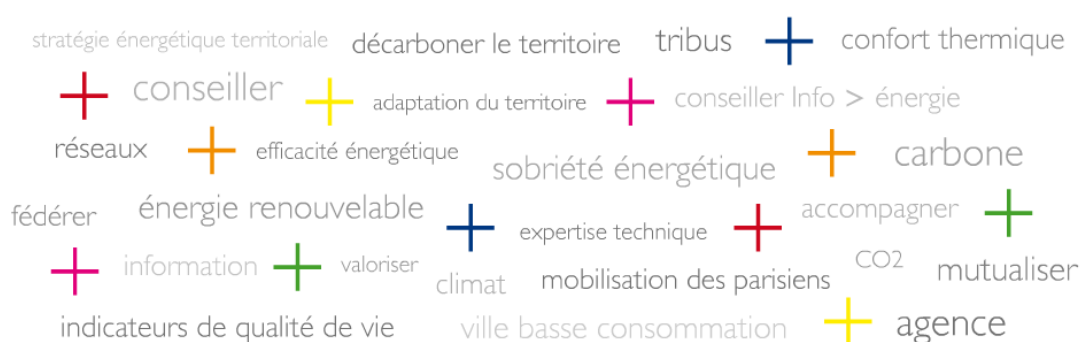 stratégie énergétique territoriale décarboner le territoire tribus confort thermique
conseiller adaptation du territoire conseiller Info > énergie
réseaux efficacité énergétique sobriété énergétique carbone
fédérer énergie renouvelable expertise technique accompagner
information valoriser climat mobilisation des parisiens CO2 mutualiser
indicateurs de qualité de vie ville basse consommation agence